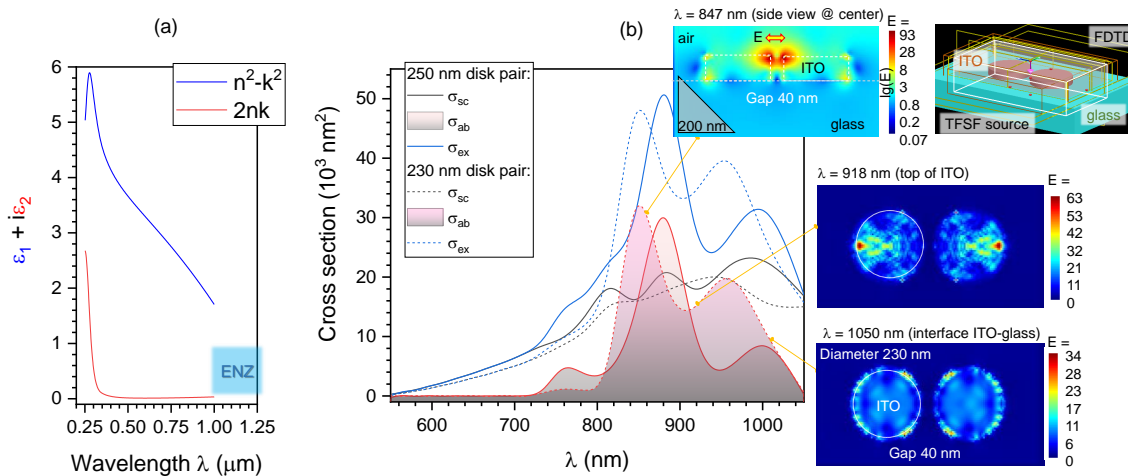 (a)
n²-k²
2nk
ε₁ + iε₂
6
5
4
3
2
1
0
ENZ
0.25 0.50 0.75 1.00 1.25
Wavelength λ (μm)
(b)
250 nm disk pair:
σsc
σab
σex
230 nm disk pair:
σsc
σab
σex
Cross section (10³ nm²)
50
40
30
20
10
0
600 700 800 900 1000
λ (nm)
λ = 847 nm (side view @ center)
E
air
ITO
Gap 40 nm
200 nm
glass
E =
93
44
18
8
3
0.8
0.2
0.07
lg(E)
FDTD
ITO
glass
TFSF source
λ = 918 nm (top of ITO)
E =
63
52
43
32
21
11
0
λ = 1050 nm (interface ITO-glass)
Diameter 230 nm
ITO
Gap 40 nm
E =
34
28
23
17
11
6
0